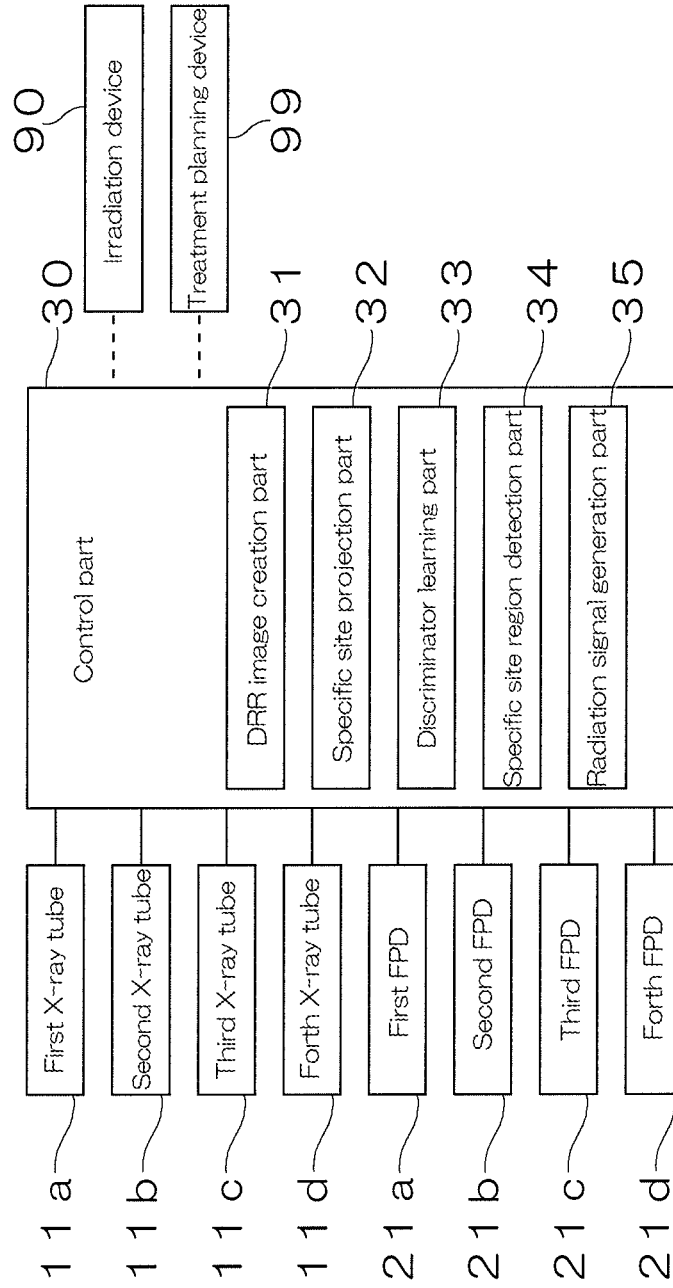 11a
First X-ray tube
11b
Second X-ray tube
11c
Third X-ray tube
11d
Forth X-ray tube
21a
First FPD
21b
Second FPD
21c
Third FPD
21d
Forth FPD
30
Control part
31
DRR image creation part
32
Specific site projection part
33
Discriminator learning part
34
Specific site region detection part
35
Radiation signal generation part
90
Irradiation device
99
Treatment planning device